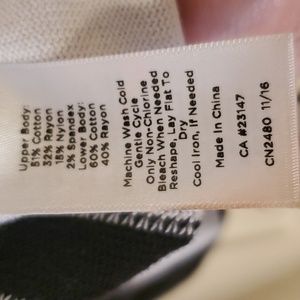 Upper Body:
51% Cotton
32% Rayon
15% Nylon
2% Spandex
Lower Body:
60% Cotton
40% Rayon
Machine Wash Cold
Gentle Cycle
Only Non-Chlorine
Bleach When Needed
Reshape, Lay Flat To
Dry
Cool Iron, If Needed
Made In China
CA #23147
CN2480 11/16